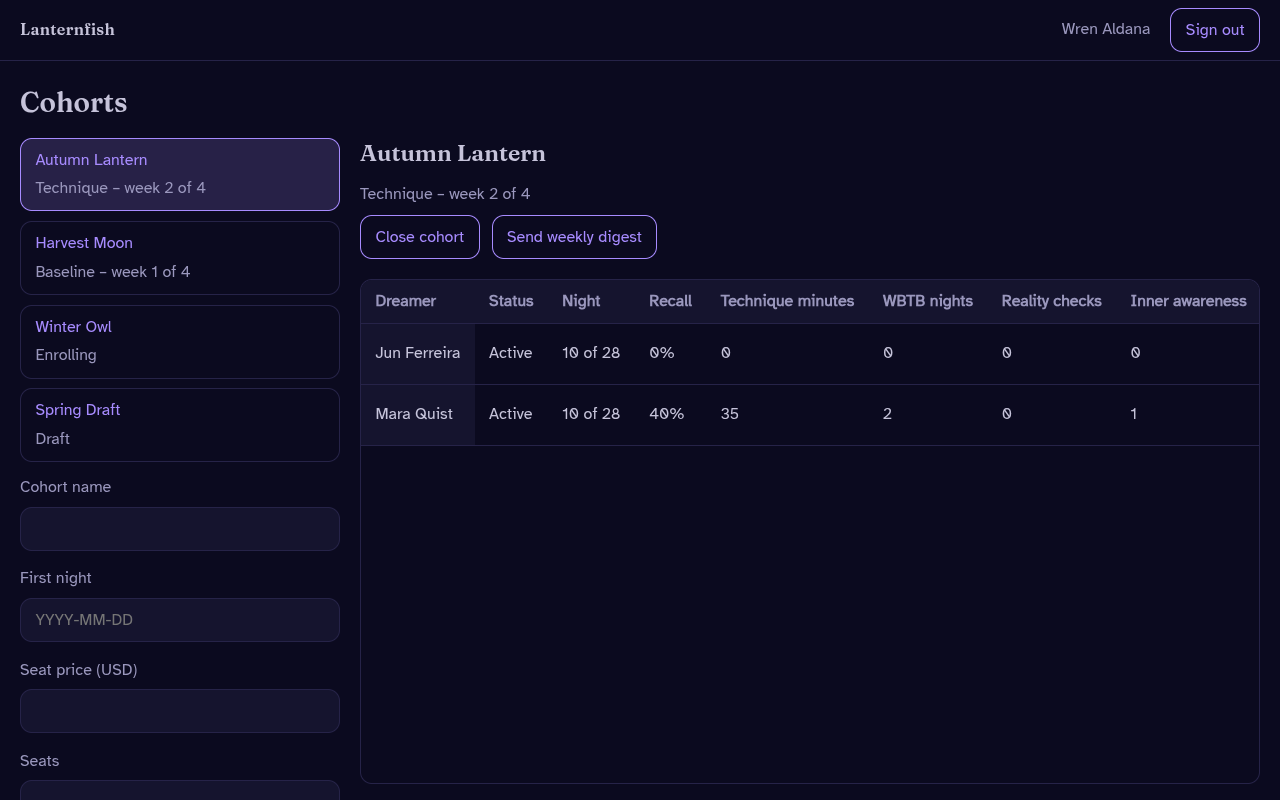 Lanternfish
Wren Aldana
Sign out
Cohorts
Autumn Lantern
Technique – week 2 of 4
Harvest Moon
Baseline – week 1 of 4
Winter Owl
Enrolling
Spring Draft
Draft
Cohort name
First night
YYYY-MM-DD
Seat price (USD)
Seats
Autumn Lantern
Technique – week 2 of 4
Close cohort
Send weekly digest
Dreamer Status Night Recall Technique minutes WBTB nights Reality checks Inner awareness
Jun Ferreira Active 10 of 28 0% 0 0 0 0
Mara Quist Active 10 of 28 40% 35 2 0 1